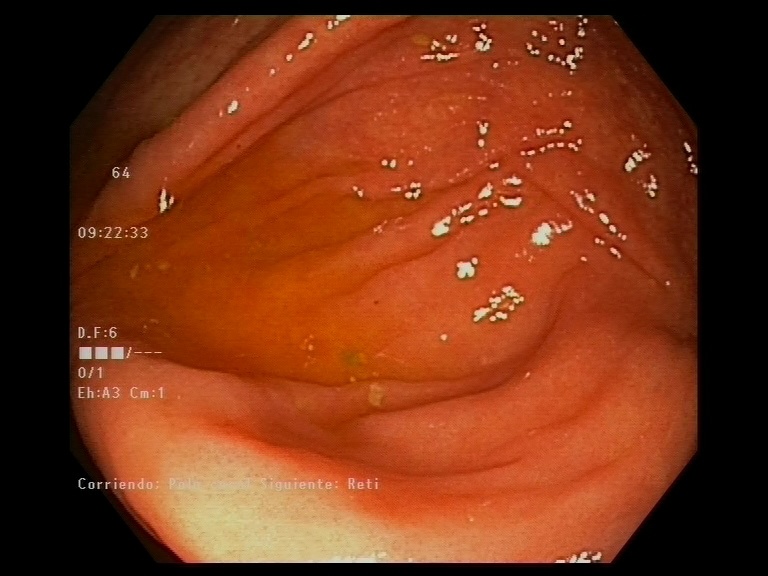 64
09:22:33
D.F:6
■■■/---
0/1
Eh:A3 Cm:1
Corriendo: Siguiente: Reti